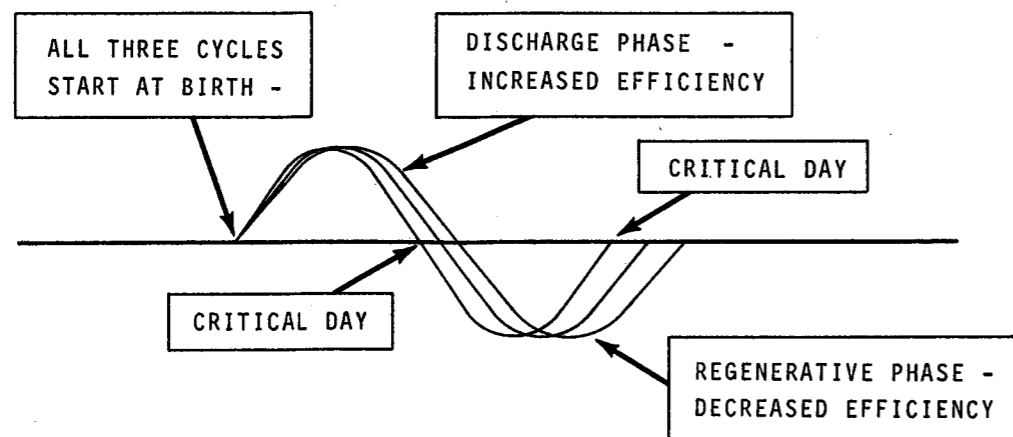 ALL THREE CYCLES
START AT BIRTH -
DISCHARGE PHASE -
INCREASED EFFICIENCY
CRITICAL DAY
CRITICAL DAY
REGENERATIVE PHASE -
DECREASED EFFICIENCY